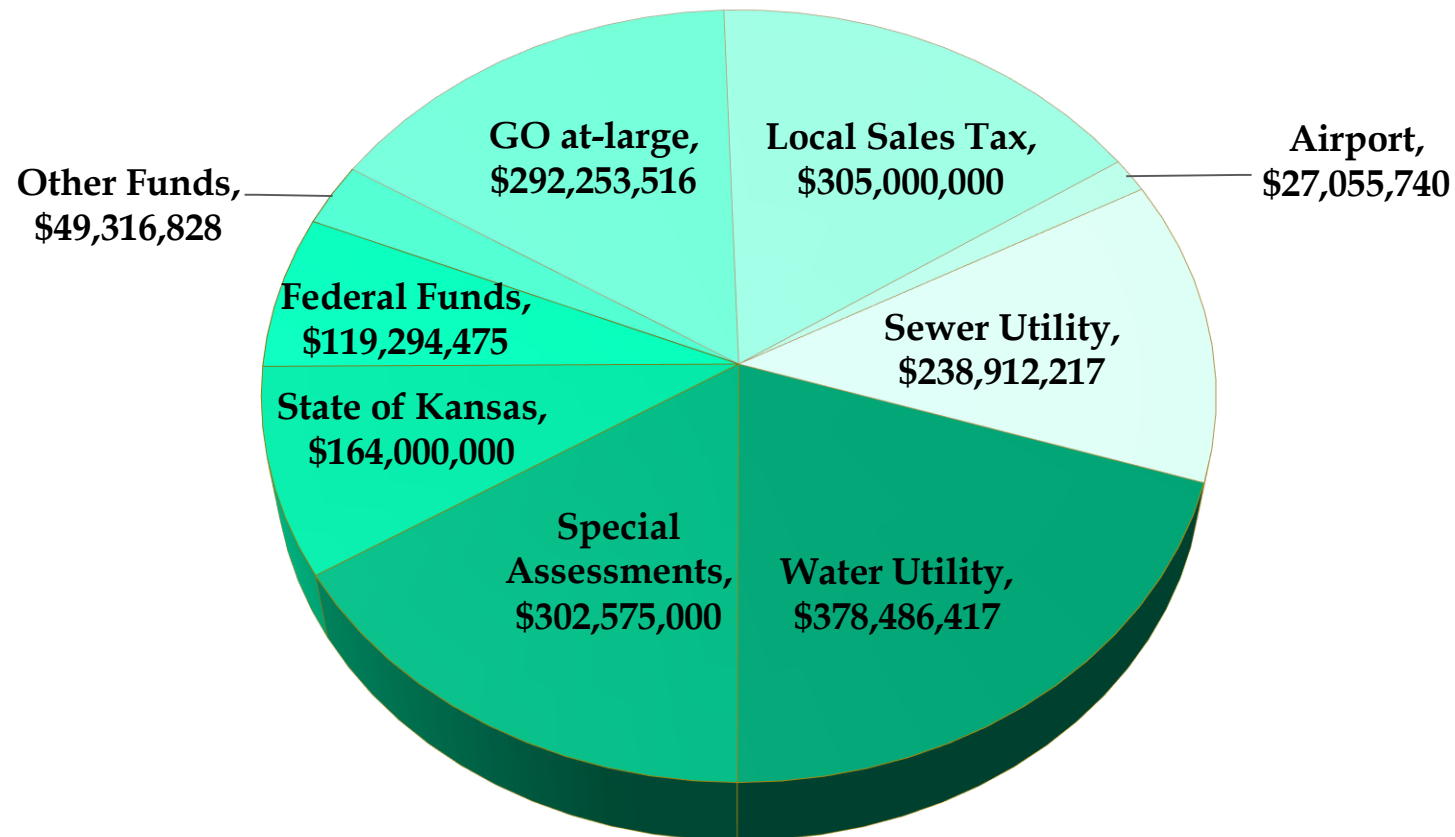 GO at-large,
$292,253,516
Local Sales Tax,
$305,000,000
Airport,
$27,055,740
Other Funds,
$49,316,828
Federal Funds,
$119,294,475
Sewer Utility,
$238,912,217
State of Kansas,
$164,000,000
Special
Assessments,
$302,575,000
Water Utility,
$378,486,417